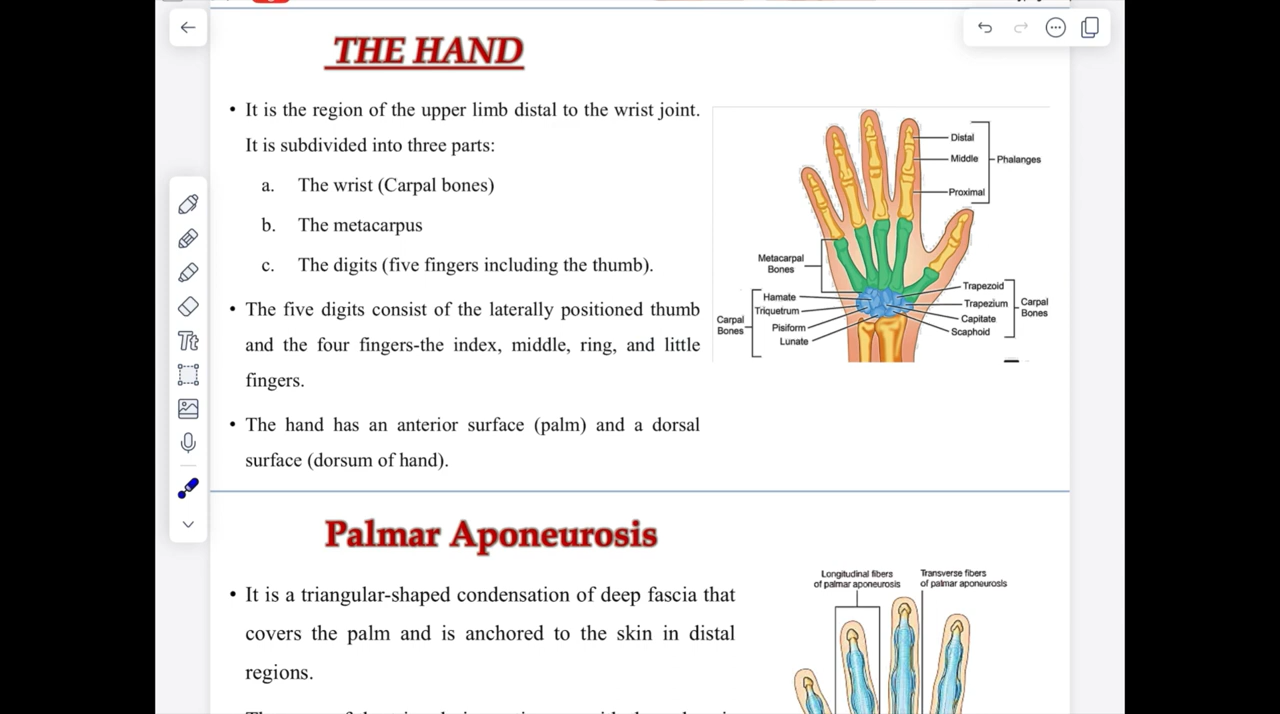 THE HAND
• It is the region of the upper limb distal to the wrist joint.
It is subdivided into three parts:
a. The wrist (Carpal bones)
b. The metacarpus
c. The digits (five fingers including the thumb).
• The five digits consist of the laterally positioned thumb
and the four fingers-the index, middle, ring, and little
fingers.
• The hand has an anterior surface (palm) and a dorsal
surface (dorsum of hand).
Distal
Middle
Phalanges
Proximal
Metacarpal
Bones
Hamate
Triquetrum
Carpal
Bones
Pisiform
Lunate
Trapezoid
Trapezium
Carpal
Bones
Capitate
Scaphoid
Palmar Aponeurosis
• It is a triangular-shaped condensation of deep fascia that
covers the palm and is anchored to the skin in distal
regions.
Longitudinal fibers
of palmar aponeurosis
Transverse fibers
of palmar aponeurosis
Tt